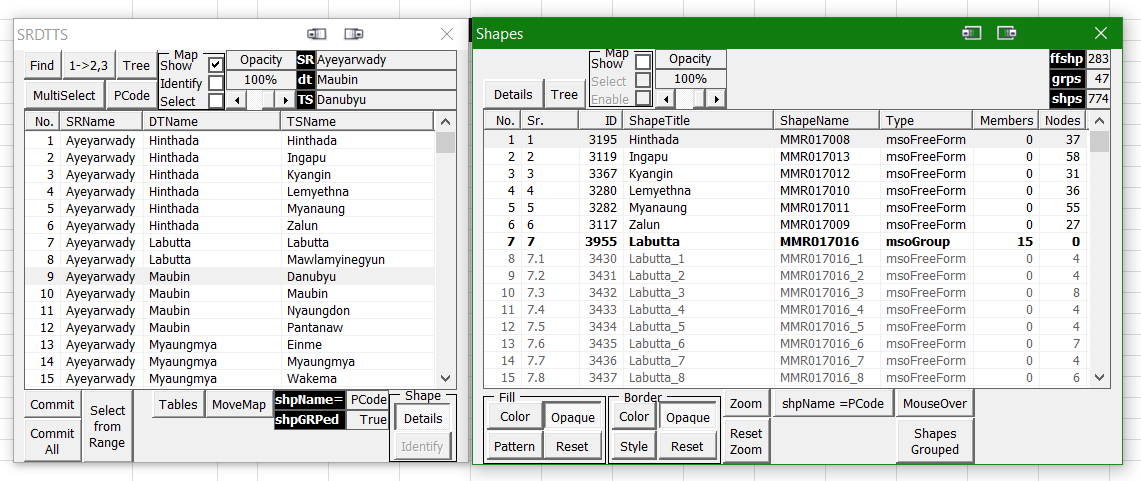 SRDTTS
Find 1->2,3 Tree Map Show Identify Select Opacity 100% SR Ayeyarwady
dt Maubin
MultiSelect PCode TS Danubyu
No. SRName DTName TSName
1 Ayeyarwady Hinthada Hinthada
2 Ayeyarwady Hinthada Ingapu
3 Ayeyarwady Hinthada Kyangin
4 Ayeyarwady Hinthada Lemyethna
5 Ayeyarwady Hinthada Myanaung
6 Ayeyarwady Hinthada Zalun
7 Ayeyarwady Labutta Labutta
8 Ayeyarwady Labutta Mawlamyinegyun
9 Ayeyarwady Maubin Danubyu
10 Ayeyarwady Maubin Maubin
11 Ayeyarwady Maubin Nyaungdon
12 Ayeyarwady Maubin Pantanaw
13 Ayeyarwady Myaungmya Einme
14 Ayeyarwady Myaungmya Myaungmya
15 Ayeyarwady Myaungmya Wakema
Commit Select from Range Tables MoveMap shpName= PCode Shape
shpGRPed True Details
Commit All Identify
Shapes
Map
Show Opacity ffshp 283
Select 100% grps 47
Details Tree Enable shps 774
No. Sr. ID ShapeTitle ShapeName Type Members Nodes
1 1 3195 Hinthada MMR017008 msoFreeForm 0 37
2 2 3119 Ingapu MMR017013 msoFreeForm 0 58
3 3 3367 Kyangin MMR017012 msoFreeForm 0 31
4 4 3280 Lemyethna MMR017010 msoFreeForm 0 36
5 5 3282 Myanaung MMR017011 msoFreeForm 0 55
6 6 3117 Zalun MMR017009 msoFreeForm 0 27
7 7 3955 Labutta MMR017016 msoGroup 15 0
8 7.1 3430 Labutta_1 MMR017016_1 msoFreeForm 0 4
9 7.2 3431 Labutta_2 MMR017016_2 msoFreeForm 0 4
10 7.3 3432 Labutta_3 MMR017016_3 msoFreeForm 0 8
11 7.4 3433 Labutta_4 MMR017016_4 msoFreeForm 0 4
12 7.5 3434 Labutta_5 MMR017016_5 msoFreeForm 0 4
13 7.6 3435 Labutta_6 MMR017016_6 msoFreeForm 0 7
14 7.7 3436 Labutta_7 MMR017016_7 msoFreeForm 0 4
15 7.8 3437 Labutta_8 MMR017016_8 msoFreeForm 0 6
Fill Border
Color Opaque Color Opaque Zoom shpName =PCode MouseOver
Pattern Reset Style Reset Reset Zoom Shapes Grouped